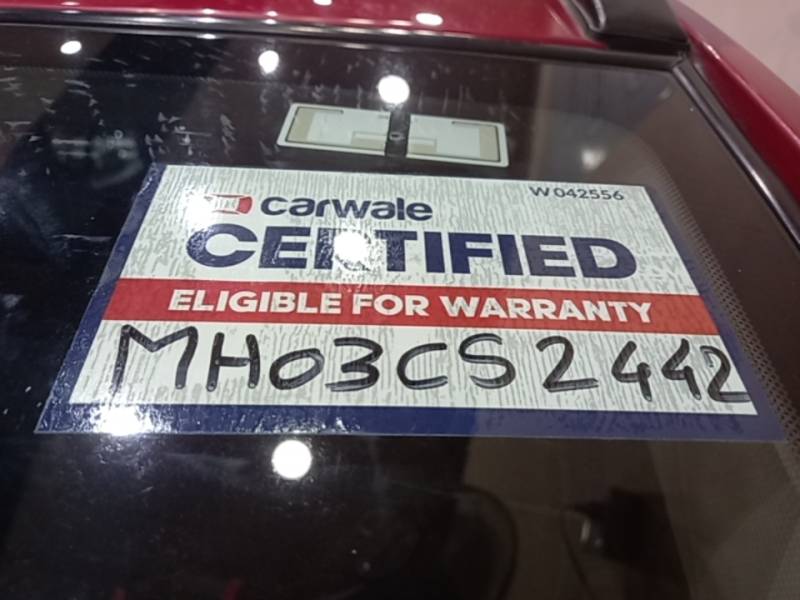 W 042556
carwale
CERTIFIED
ELIGIBLE FOR WARRANTY
MH03CS2442